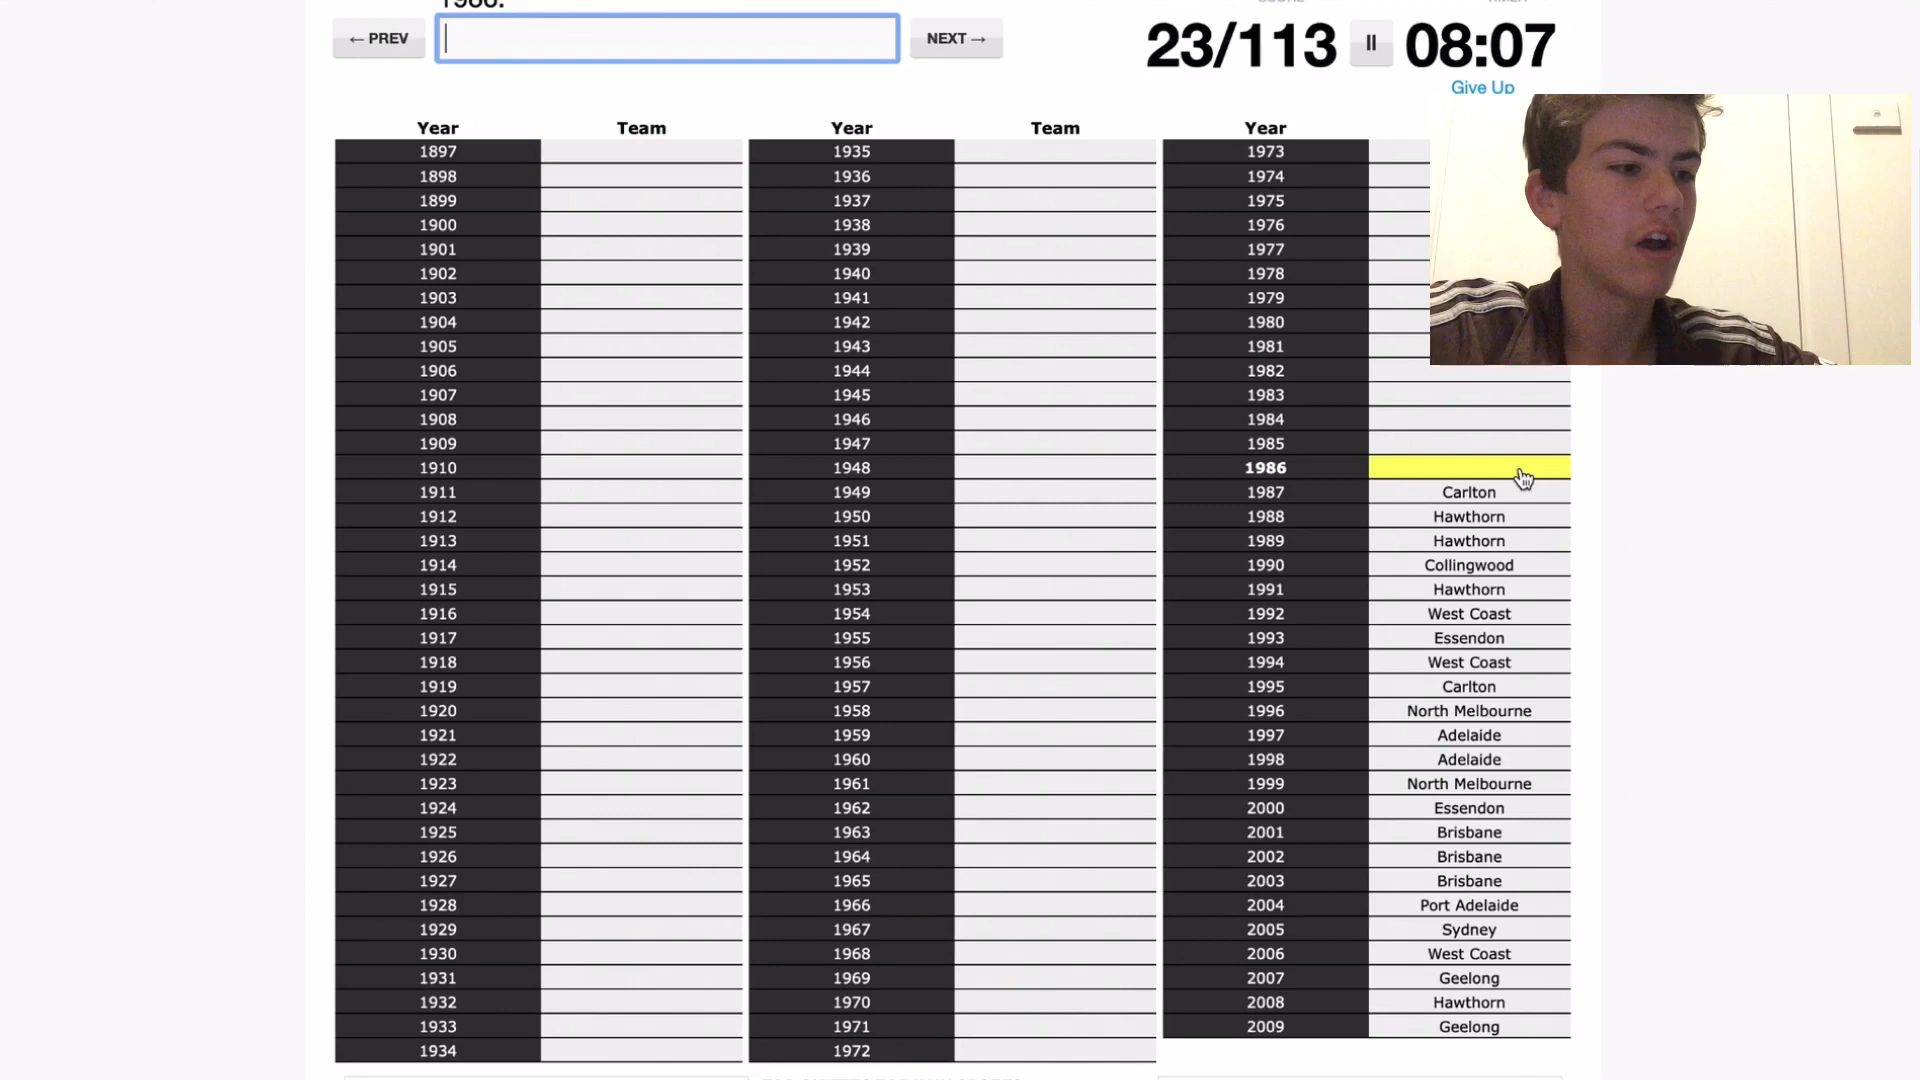 1986.
← PREV
NEXT →
23/113
08:07
Give Up
Year Team Year Team Year
1897 1935 1973
1898 1936 1974
1899 1937 1975
1900 1938 1976
1901 1939 1977
1902 1940 1978
1903 1941 1979
1904 1942 1980
1905 1943 1981
1906 1944 1982
1907 1945 1983
1908 1946 1984
1909 1947 1985
1910 1948 1986
1911 1949 1987 Carlton
1912 1950 1988 Hawthorn
1913 1951 1989 Hawthorn
1914 1952 1990 Collingwood
1915 1953 1991 Hawthorn
1916 1954 1992 West Coast
1917 1955 1993 Essendon
1918 1956 1994 West Coast
1919 1957 1995 Carlton
1920 1958 1996 North Melbourne
1921 1959 1997 Adelaide
1922 1960 1998 Adelaide
1923 1961 1999 North Melbourne
1924 1962 2000 Essendon
1925 1963 2001 Brisbane
1926 1964 2002 Brisbane
1927 1965 2003 Brisbane
1928 1966 2004 Port Adelaide
1929 1967 2005 Sydney
1930 1968 2006 West Coast
1931 1969 2007 Geelong
1932 1970 2008 Hawthorn
1933 1971 2009 Geelong
1934 1972